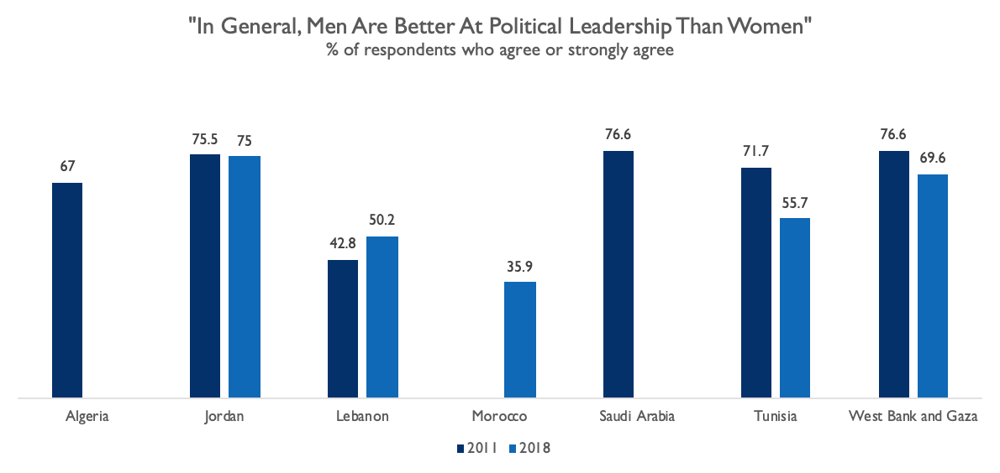 "In General, Men Are Better At Political Leadership Than Women"
% of respondents who agree or strongly agree
67
75.5
75
42.8
50.2
35.9
76.6
71.7
55.7
76.6
69.6
Algeria
Jordan
Lebanon
Morocco
Saudi Arabia
Tunisia
West Bank and Gaza
2011
2018